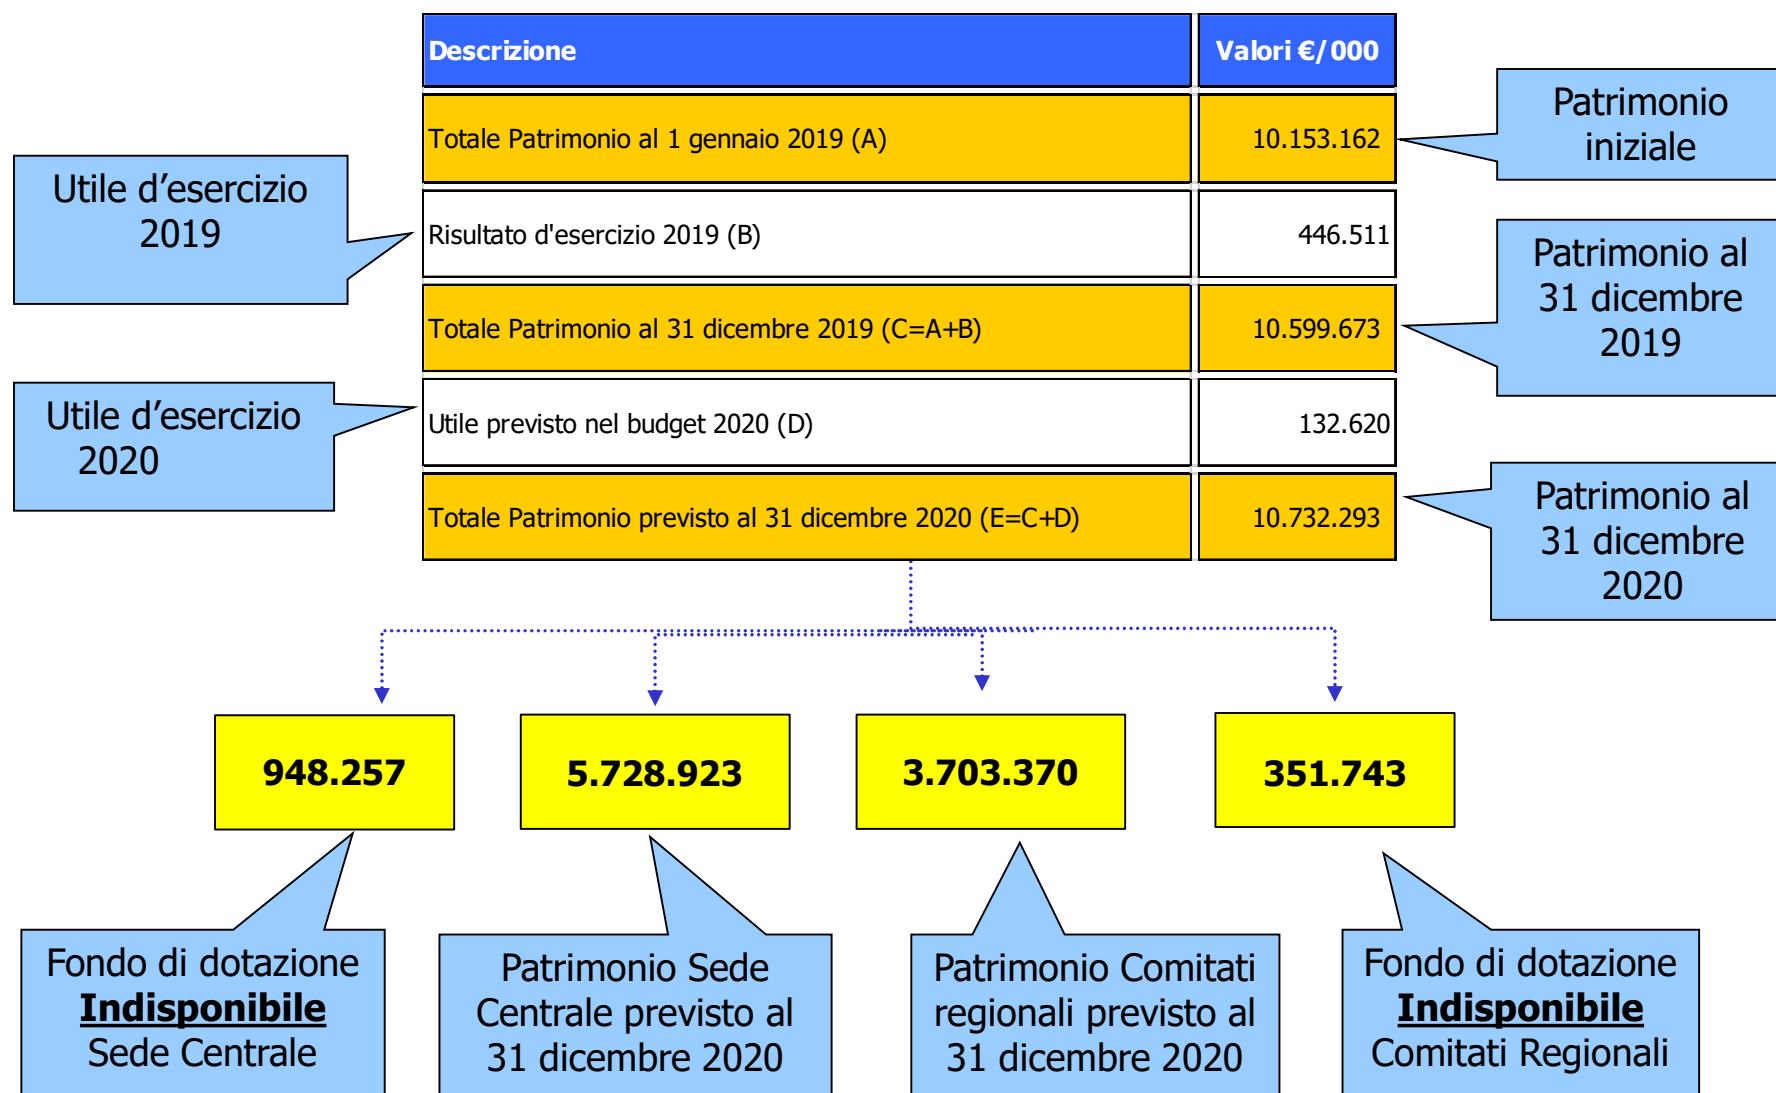 Descrizione
Valori €/000
Totale Patrimonio al 1 gennaio 2019 (A)
10.153.162
Patrimonio
iniziale
Utile d’esercizio
2019
Risultato d'esercizio 2019 (B)
446.511
Patrimonio al
31 dicembre
2019
Totale Patrimonio al 31 dicembre 2019 (C=A+B)
10.599.673
Utile d’esercizio
2020
Utile previsto nel budget 2020 (D)
132.620
Totale Patrimonio previsto al 31 dicembre 2020 (E=C+D)
10.732.293
Patrimonio al
31 dicembre
2020
948.257
5.728.923
3.703.370
351.743
Fondo di dotazione
Indisponibile
Sede Centrale
Patrimonio Sede
Centrale previsto al
31 dicembre 2020
Patrimonio Comitati
regionali previsto al
31 dicembre 2020
Fondo di dotazione
Indisponibile
Comitati Regionali